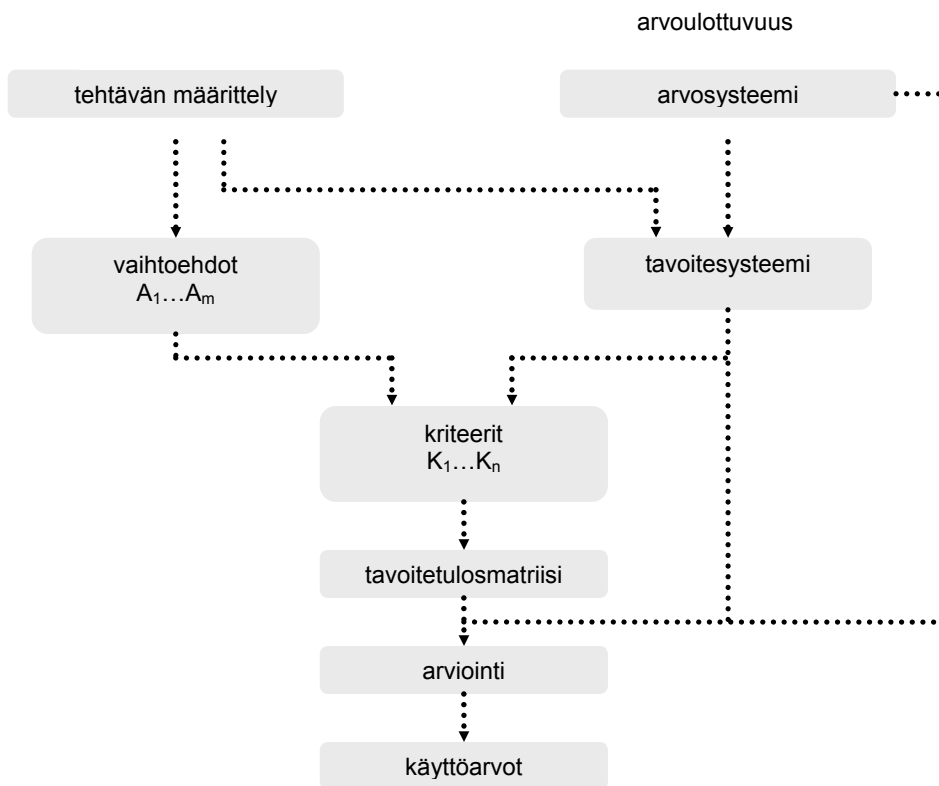 arvoulottuvuus
tehtävän määrittely
arvosysteemi
vaihtoehdot
A₁…Aₘ
tavoitesysteemi
kriteerit
K₁…Kₙ
tavoitetulosmatriisi
arviointi
käyttöarvot